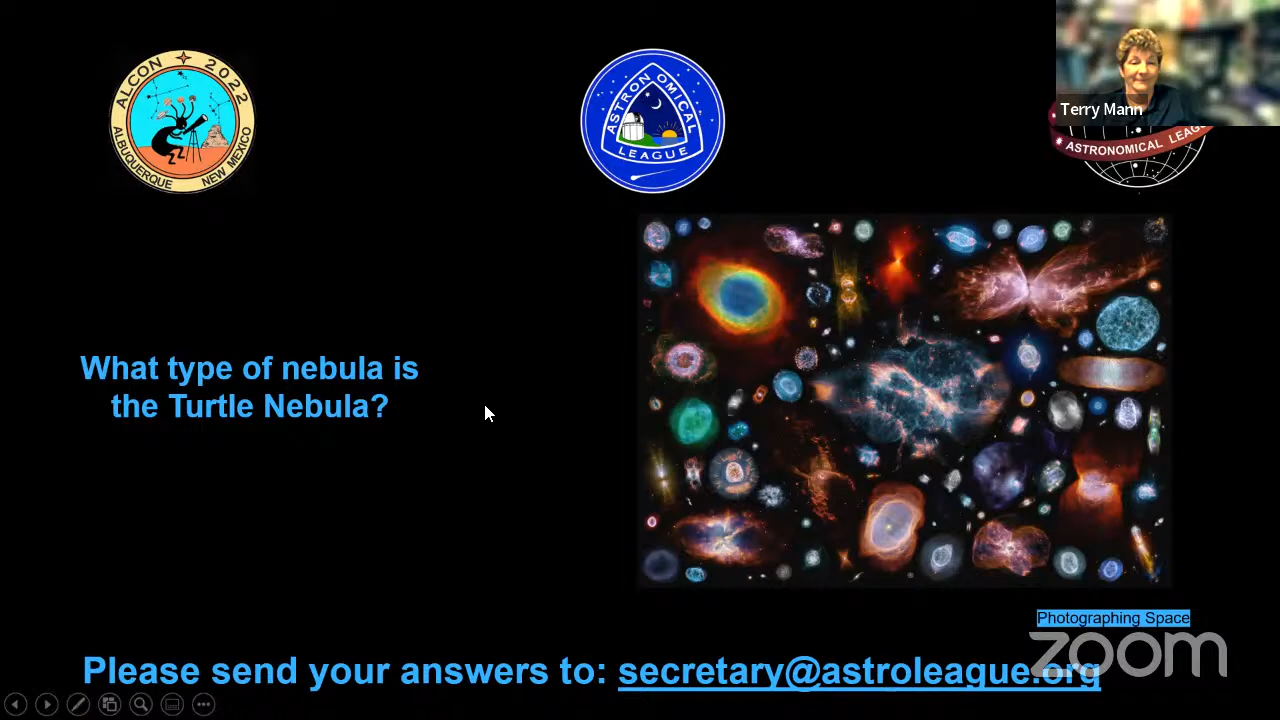 ALCON 2022
ALBUQUERQUE NEW MEXICO
ASTRONOMICAL
LEAGUE
Terry Mann
ASTRONOMICAL LEAG
What type of nebula is
the Turtle Nebula?
Photographing Space
zoom
Please send your answers to: secretary@astroleague.org